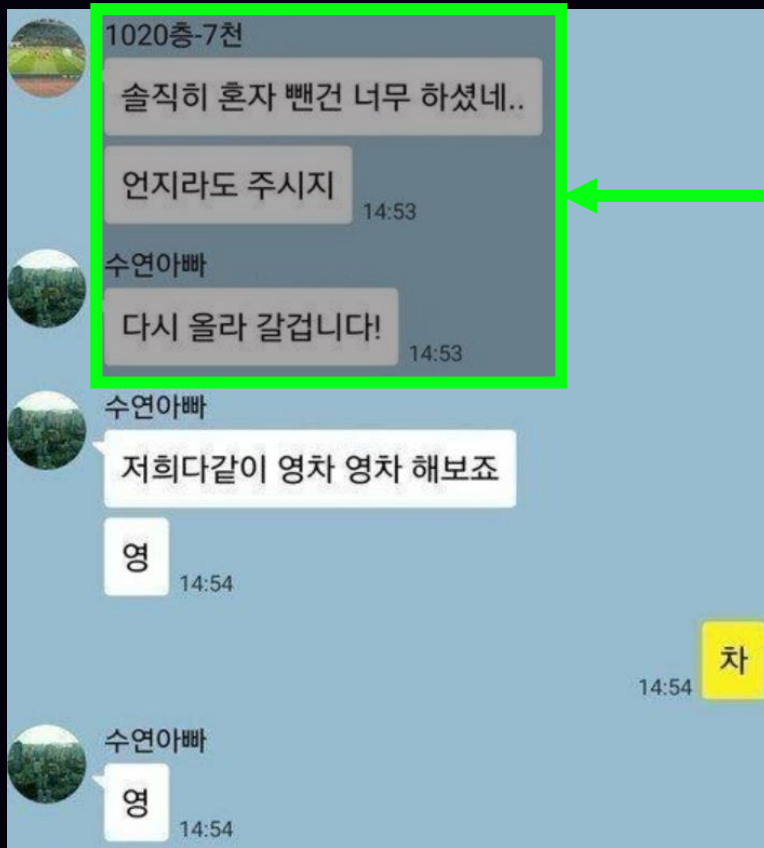 1020층-7천
솔직히 혼자 뺀건 너무 하셨네..
언지라도 주시지
14:53
수연아빠
다시 올라 갈겁니다!
14:53
수연아빠
저희다같이 영차 영차 해보죠
영
14:54
차
14:54
수연아빠
영
14:54